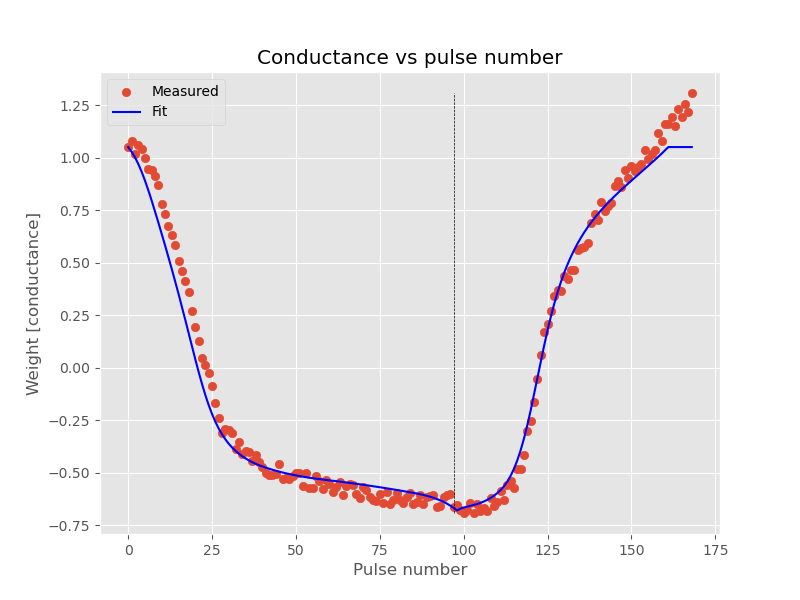 Conductance vs pulse number
Measured
Fit
Weight [conductance]
1.25
1.00
0.75
0.50
0.25
0.00
−0.25
−0.50
−0.75
0 25 50 75 100 125 150 175
Pulse number